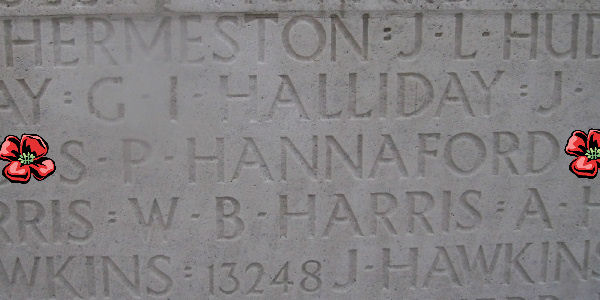 HERMESTON : J · L · HUD
AY : G · I · HALLIDAY : J ·
S · P · HANNAFORD
RRIS : W · B · HARRIS : A · H
WKINS : 13248 J · HAWKINS